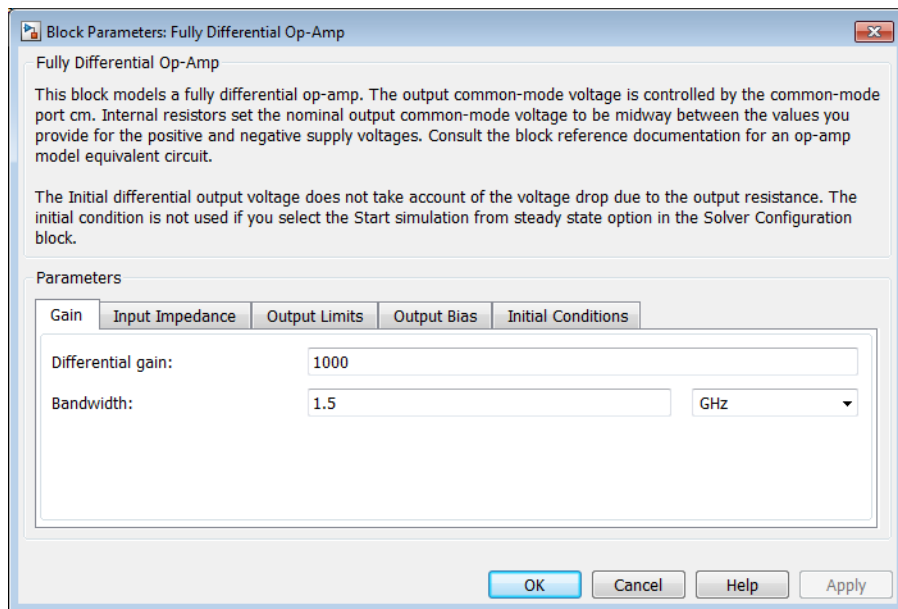 Block Parameters: Fully Differential Op-Amp
Fully Differential Op-Amp
This block models a fully differential op-amp. The output common-mode voltage is controlled by the common-mode
port cm. Internal resistors set the nominal output common-mode voltage to be midway between the values you
provide for the positive and negative supply voltages. Consult the block reference documentation for an op-amp
model equivalent circuit.
The Initial differential output voltage does not take account of the voltage drop due to the output resistance. The
initial condition is not used if you select the Start simulation from steady state option in the Solver Configuration
block.
Parameters
Gain Input Impedance Output Limits Output Bias Initial Conditions
Differential gain: 1000
Bandwidth: 1.5 GHz
OK Cancel Help Apply